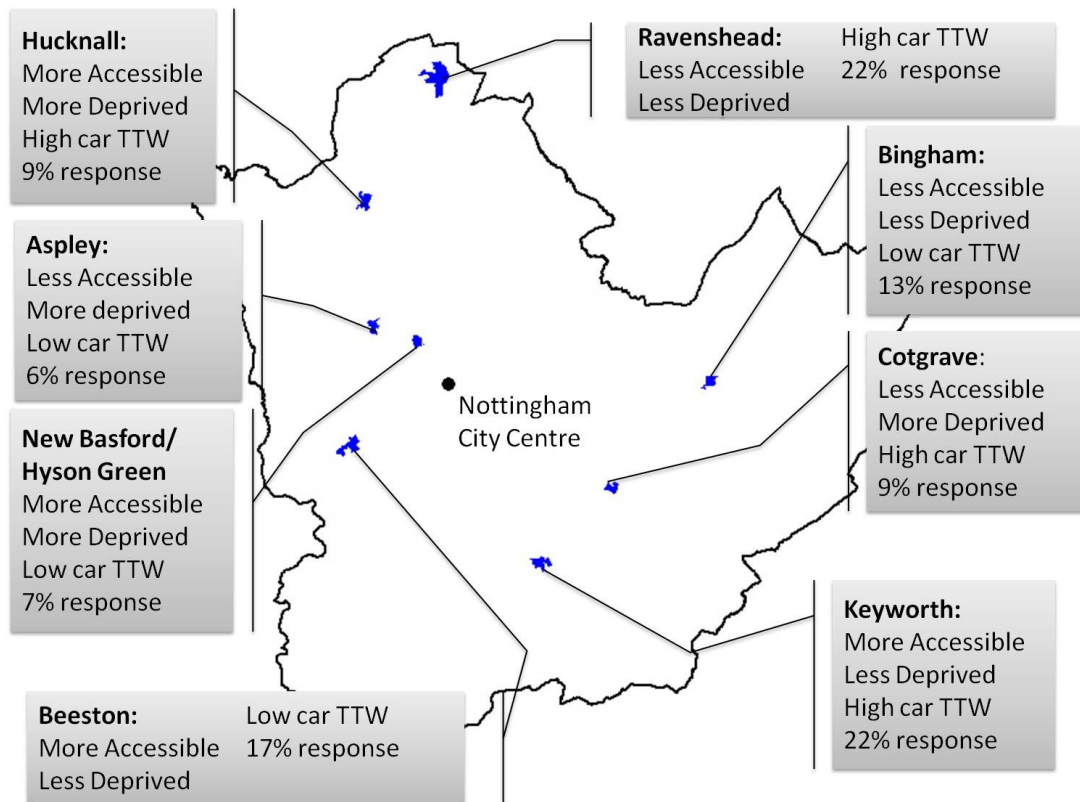 Hucknall:
More Accessible
More Deprived
High car TTW
9% response
Ravenshead: High car TTW
Less Accessible 22% response
Less Deprived
Bingham:
Less Accessible
Less Deprived
Low car TTW
13% response
Aspley:
Less Accessible
More deprived
Low car TTW
6% response
Nottingham
City Centre
Cotgrave:
Less Accessible
More Deprived
High car TTW
9% response
New Basford/
Hyson Green
More Accessible
More Deprived
Low car TTW
7% response
Keyworth:
More Accessible
Less Deprived
High car TTW
22% response
Beeston: Low car TTW
More Accessible 17% response
Less Deprived